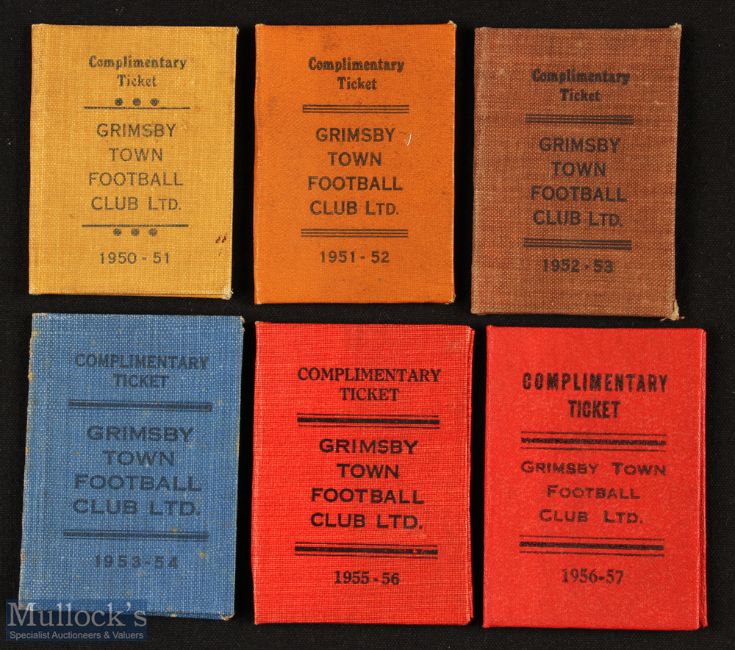 Complimentary
Ticket
GRIMSBY
TOWN
FOOTBALL
CLUB LTD.
1950 - 51
Complimentary
Ticket
GRIMSBY
TOWN
FOOTBALL
CLUB LTD.
1951 - 52
Complimentary
Ticket
GRIMSBY
TOWN
FOOTBALL
CLUB LTD.
1952 - 53
COMPLIMENTARY
TICKET
GRIMSBY
TOWN
FOOTBALL
CLUB LTD.
1953-54
COMPLIMENTARY
TICKET
GRIMSBY
TOWN
FOOTBALL
CLUB LTD.
1955 - 56
COMPLIMENTARY
TICKET
GRIMSBY TOWN
FOOTBALL
CLUB LTD.
1956-57
Mullock's
Specialist Auctioneers & Valuers